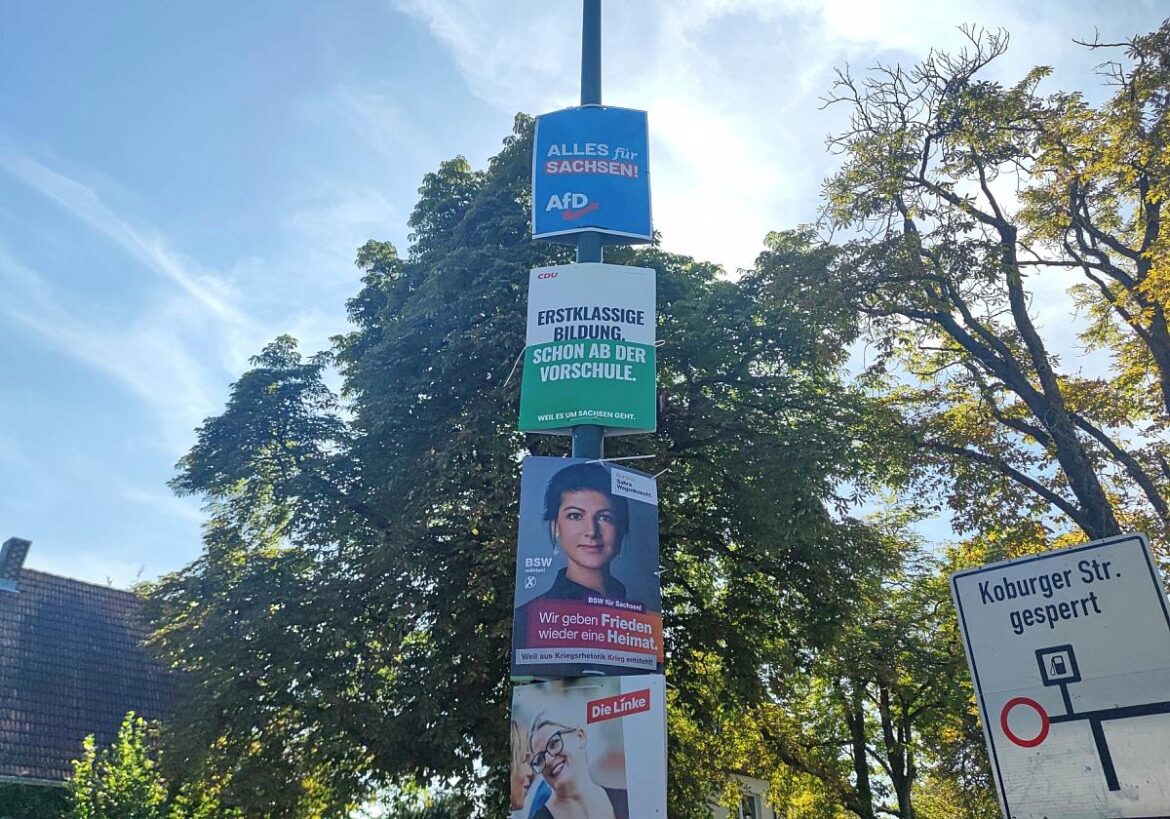 ALLES für
SACHSEN!
AfD
CDU
ERSTKLASSIGE
BILDUNG.
SCHON AB DER
VORSCHULE.
WEIL ES UM SACHSEN GEHT.
Bündnis
Sahra
Wagenknecht
BSW
wählen!
BSW für Sachsen!
Wir geben Frieden
wieder eine Heimat.
Weil aus Kriegsrhetorik Krieg entsteht!
Die Linke
Koburger Str.
gesperrt